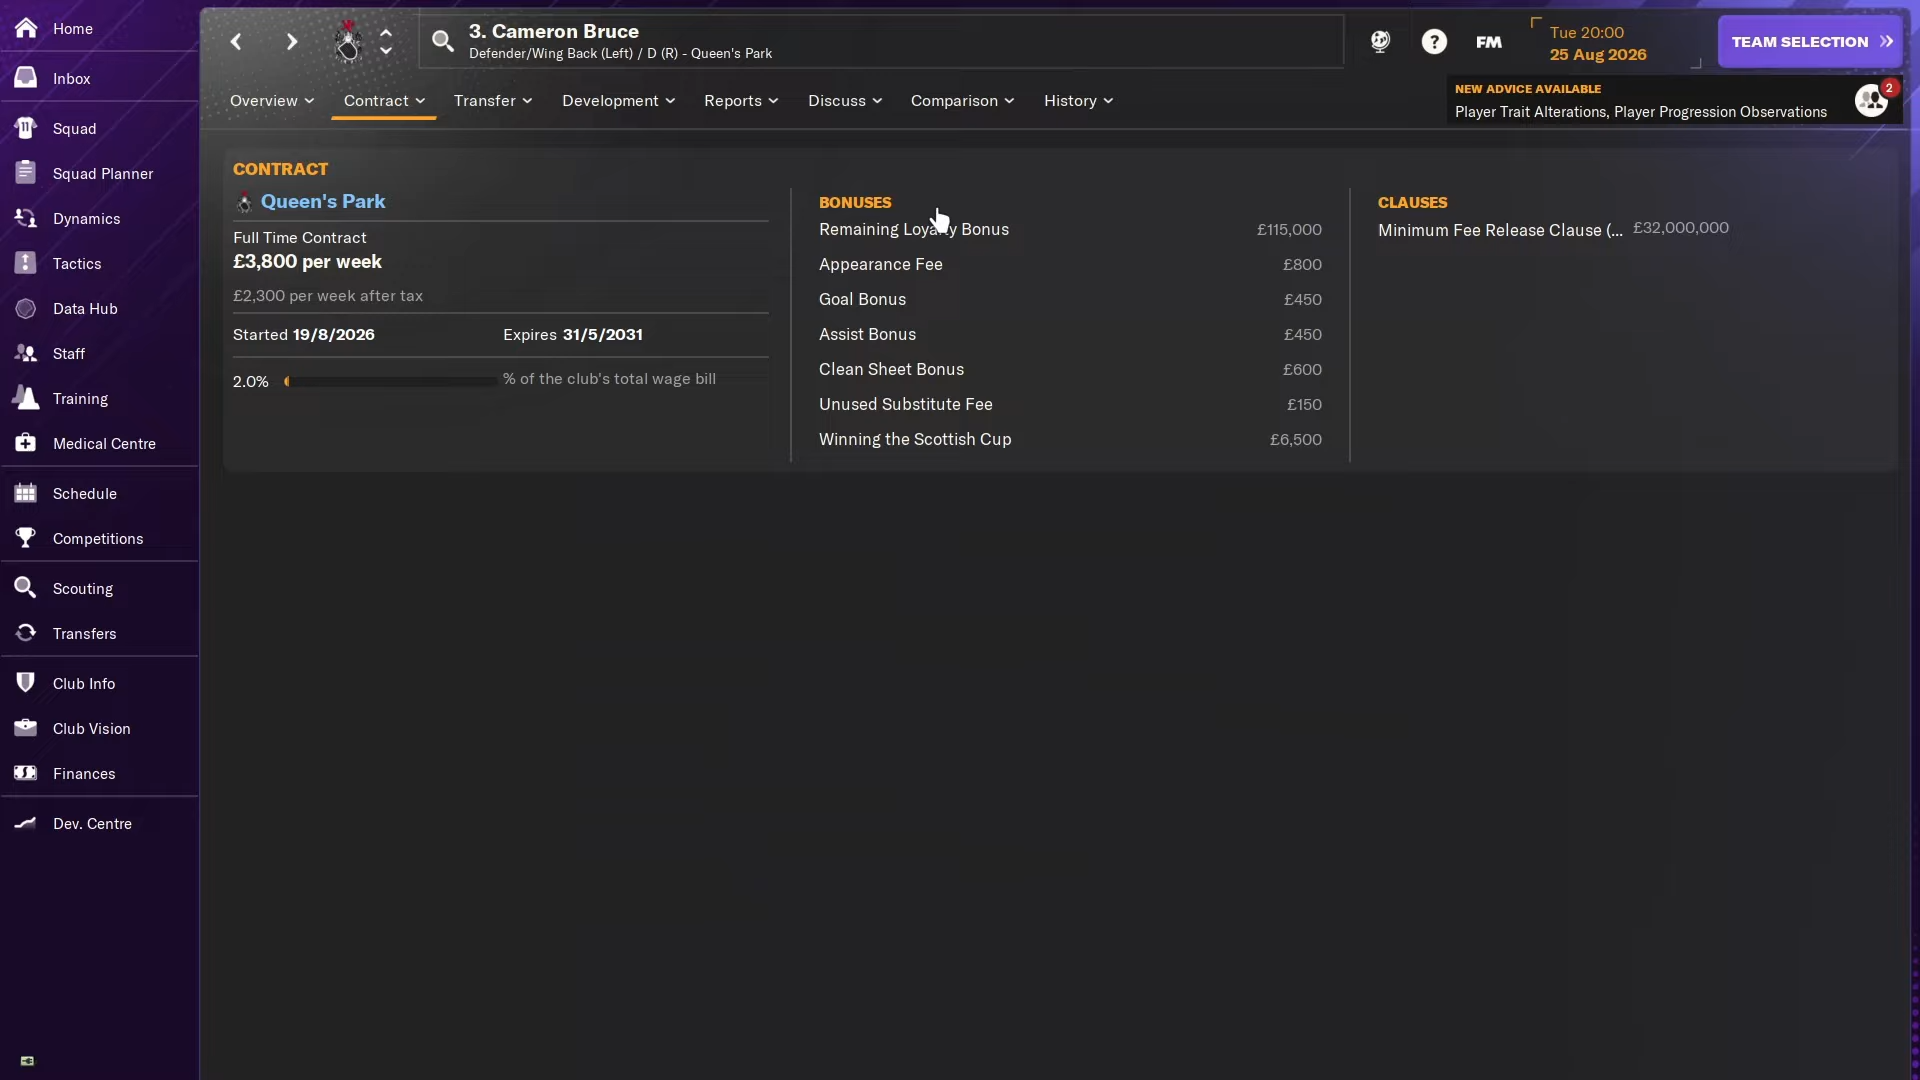 Home
Inbox
Squad
Squad Planner
Dynamics
Tactics
Data Hub
Staff
Training
Medical Centre
Schedule
Competitions
Scouting
Transfers
Club Info
Club Vision
Finances
Dev. Centre
3. Cameron Bruce
Defender/Wing Back (Left) / D (R) - Queen's Park
FM
Tue 20:00
25 Aug 2026
TEAM SELECTION
Overview
Contract
Transfer
Development
Reports
Discuss
Comparison
History
NEW ADVICE AVAILABLE
Player Trait Alterations, Player Progression Observations
2
CONTRACT
Queen's Park
Full Time Contract
£3,800 per week
£2,300 per week after tax
Started 19/8/2026 Expires 31/5/2031
2.0% % of the club's total wage bill
BONUSES
Remaining Loyalty Bonus £115,000
Appearance Fee £800
Goal Bonus £450
Assist Bonus £450
Clean Sheet Bonus £600
Unused Substitute Fee £150
Winning the Scottish Cup £6,500
CLAUSES
Minimum Fee Release Clause (... £32,000,000